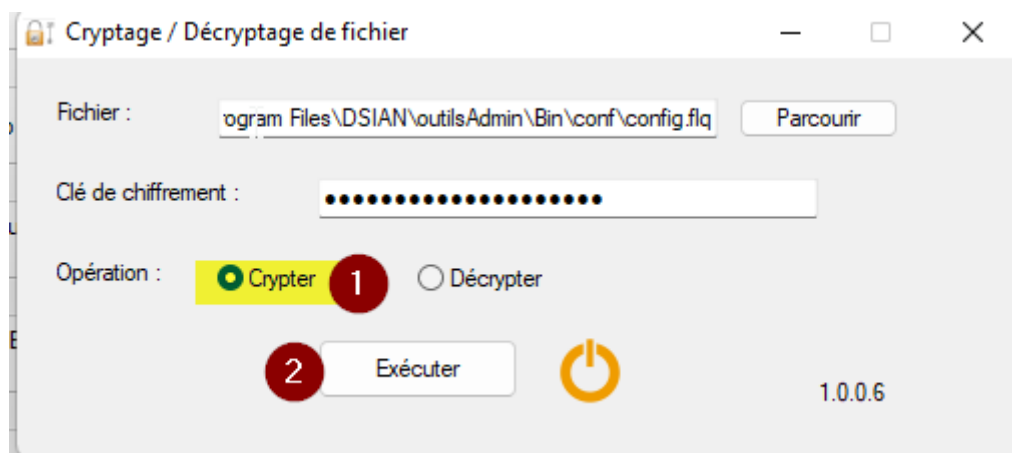 Cryptage / Décryptage de fichier
Fichier : ogram Files\DSIAN\outilsAdmin\Bin\conf\config.flq Parcourir
Clé de chiffrement : ••••••••••••••••••••
Opération : Crypter 1 Décrypter
2 Exécuter
1.0.0.6